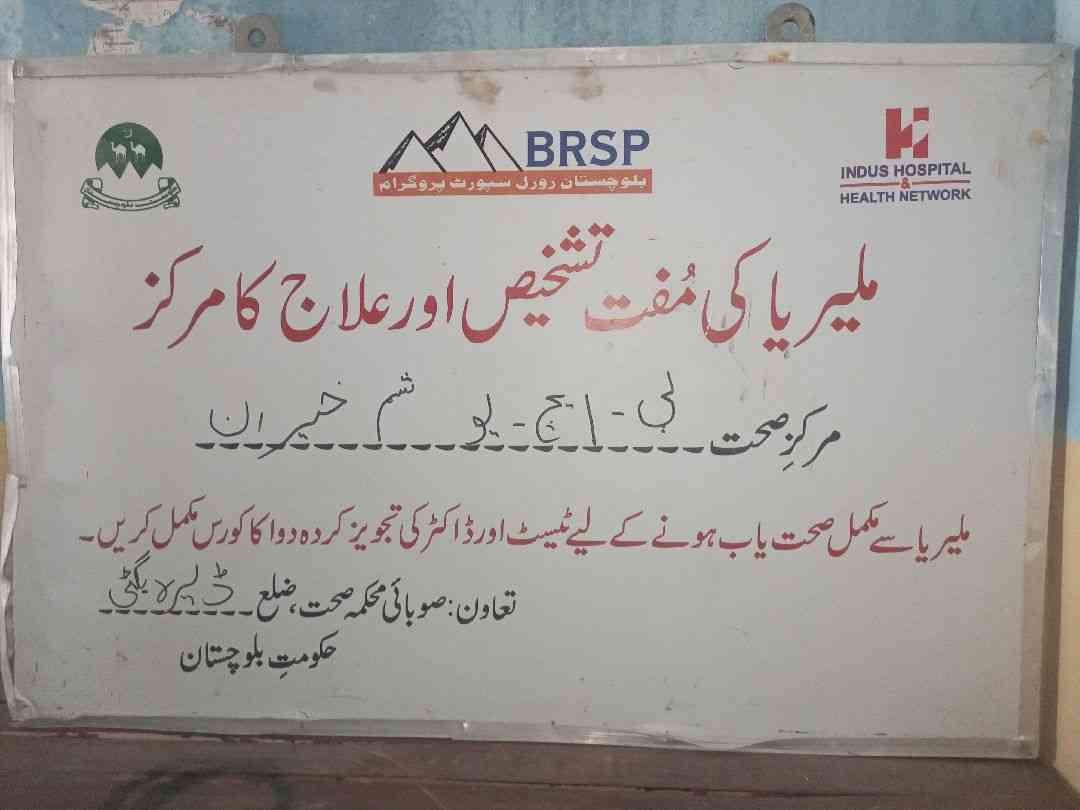 BRSP
بلوچستان رورل سپورٹ پروگرام
INDUS HOSPITAL
&
HEALTH NETWORK
ملیریا کی مُفت تشخیص اور علاج کا مرکز
مرکزِ صحت بی - ایچ - یو شم خیران
ملیریا سے مکمل صحت یاب ہونے کے لیے ٹیسٹ اور ڈاکٹر کی تجویز کردہ دوا کا کورس مکمل کریں۔
تعاون: صوبائی محکمہ صحت، ضلع ڈیرہ بگٹی
حکومتِ بلوچستان